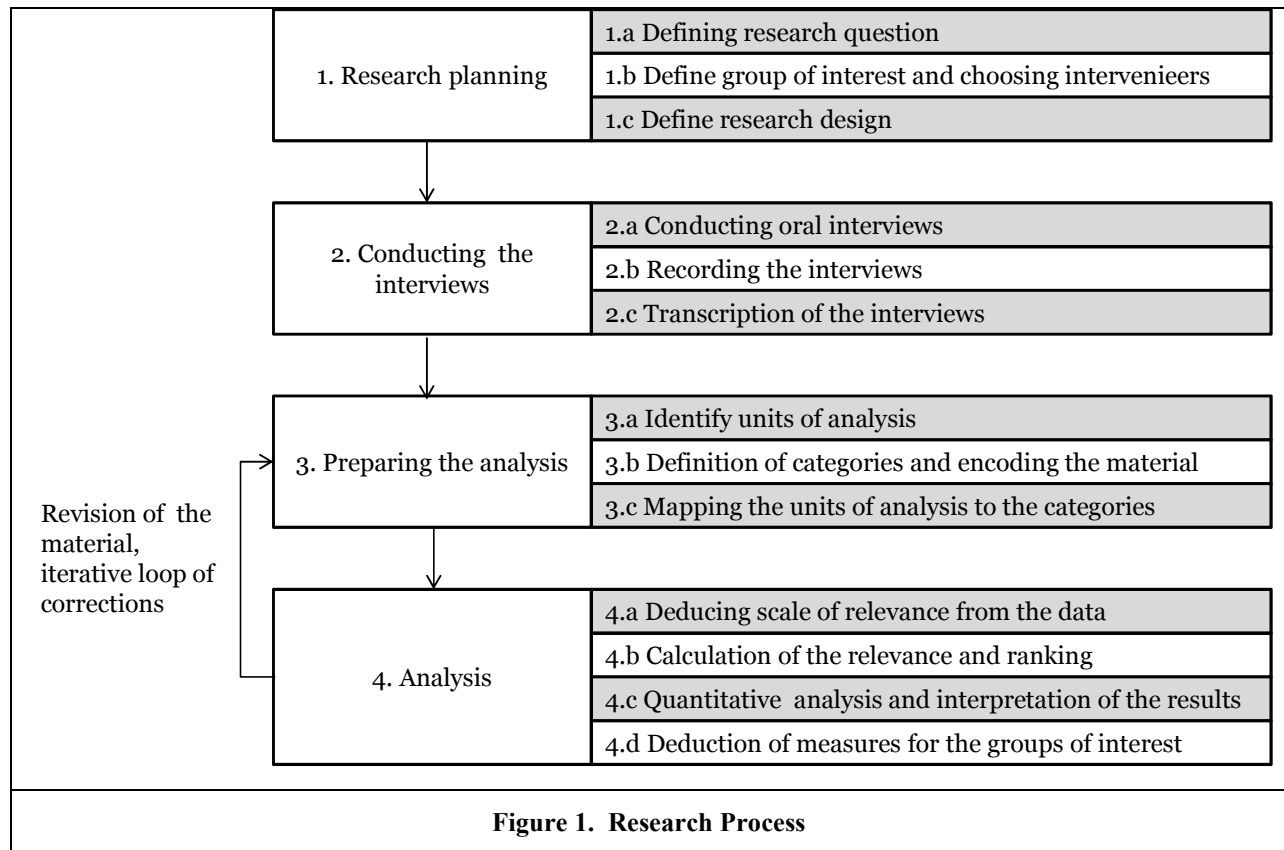 1. Research planning
1.a Defining research question
1.b Define group of interest and choosing intervenieers
1.c Define research design
2. Conducting the
interviews
2.a Conducting oral interviews
2.b Recording the interviews
2.c Transcription of the interviews
3. Preparing the analysis
3.a Identify units of analysis
3.b Definition of categories and encoding the material
3.c Mapping the units of analysis to the categories
Revision of the
material,
iterative loop of
corrections
4. Analysis
4.a Deducing scale of relevance from the data
4.b Calculation of the relevance and ranking
4.c Quantitative analysis and interpretation of the results
4.d Deduction of measures for the groups of interest
Figure 1. Research Process